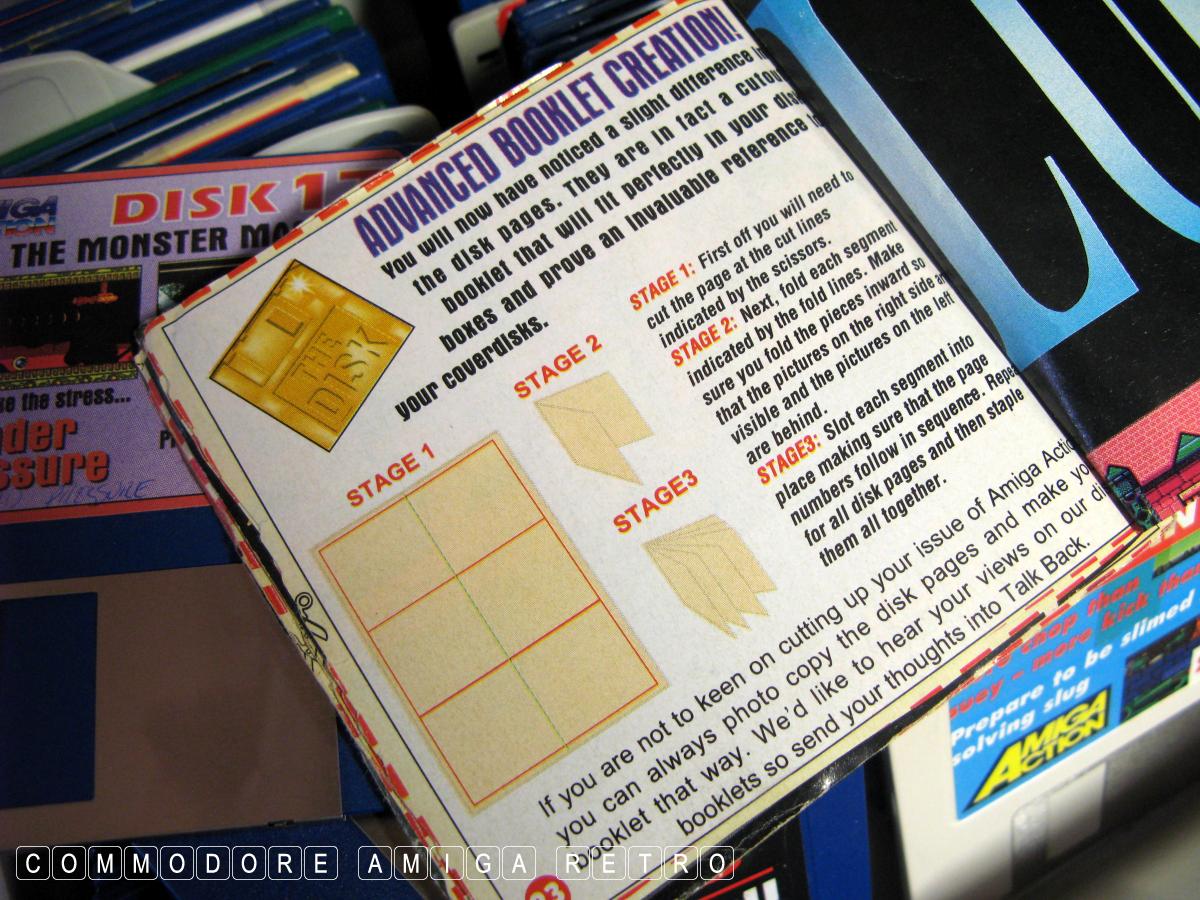 ADVANCED BOOKLET CREATION!
You will now have noticed a slight difference
the disk pages. They are in fact a cutout
booklet that will fit perfectly in your disk
boxes and prove an invaluable reference
your coverdisks.
THE
DISK
STAGE 1
STAGE 2
STAGE3
STAGE 1: First off you will need to
cut the page at the cut lines
indicated by the scissors.
STAGE 2: Next, fold each segment
indicated by the fold lines. Make
sure you fold the pieces inward so
that the pictures on the right side
visible and the pictures on the left
are behind.
STAGE3: Slot each segment into
place making sure that the page
numbers follow in sequence.
for all disk pages and then staple
them all together.
If you are not to keen on cutting up your issue of Amiga
you can always photo copy the disk pages and make
booklet that way. We'd like to hear your views on our
booklets so send your thoughts into Talk Back.
DISK
THE MONSTER
the stress...
chop than
more kick than
Prepare to be slimed
solving slug
AMIGA
ACTION
COMMODORE AMIGA RETRO